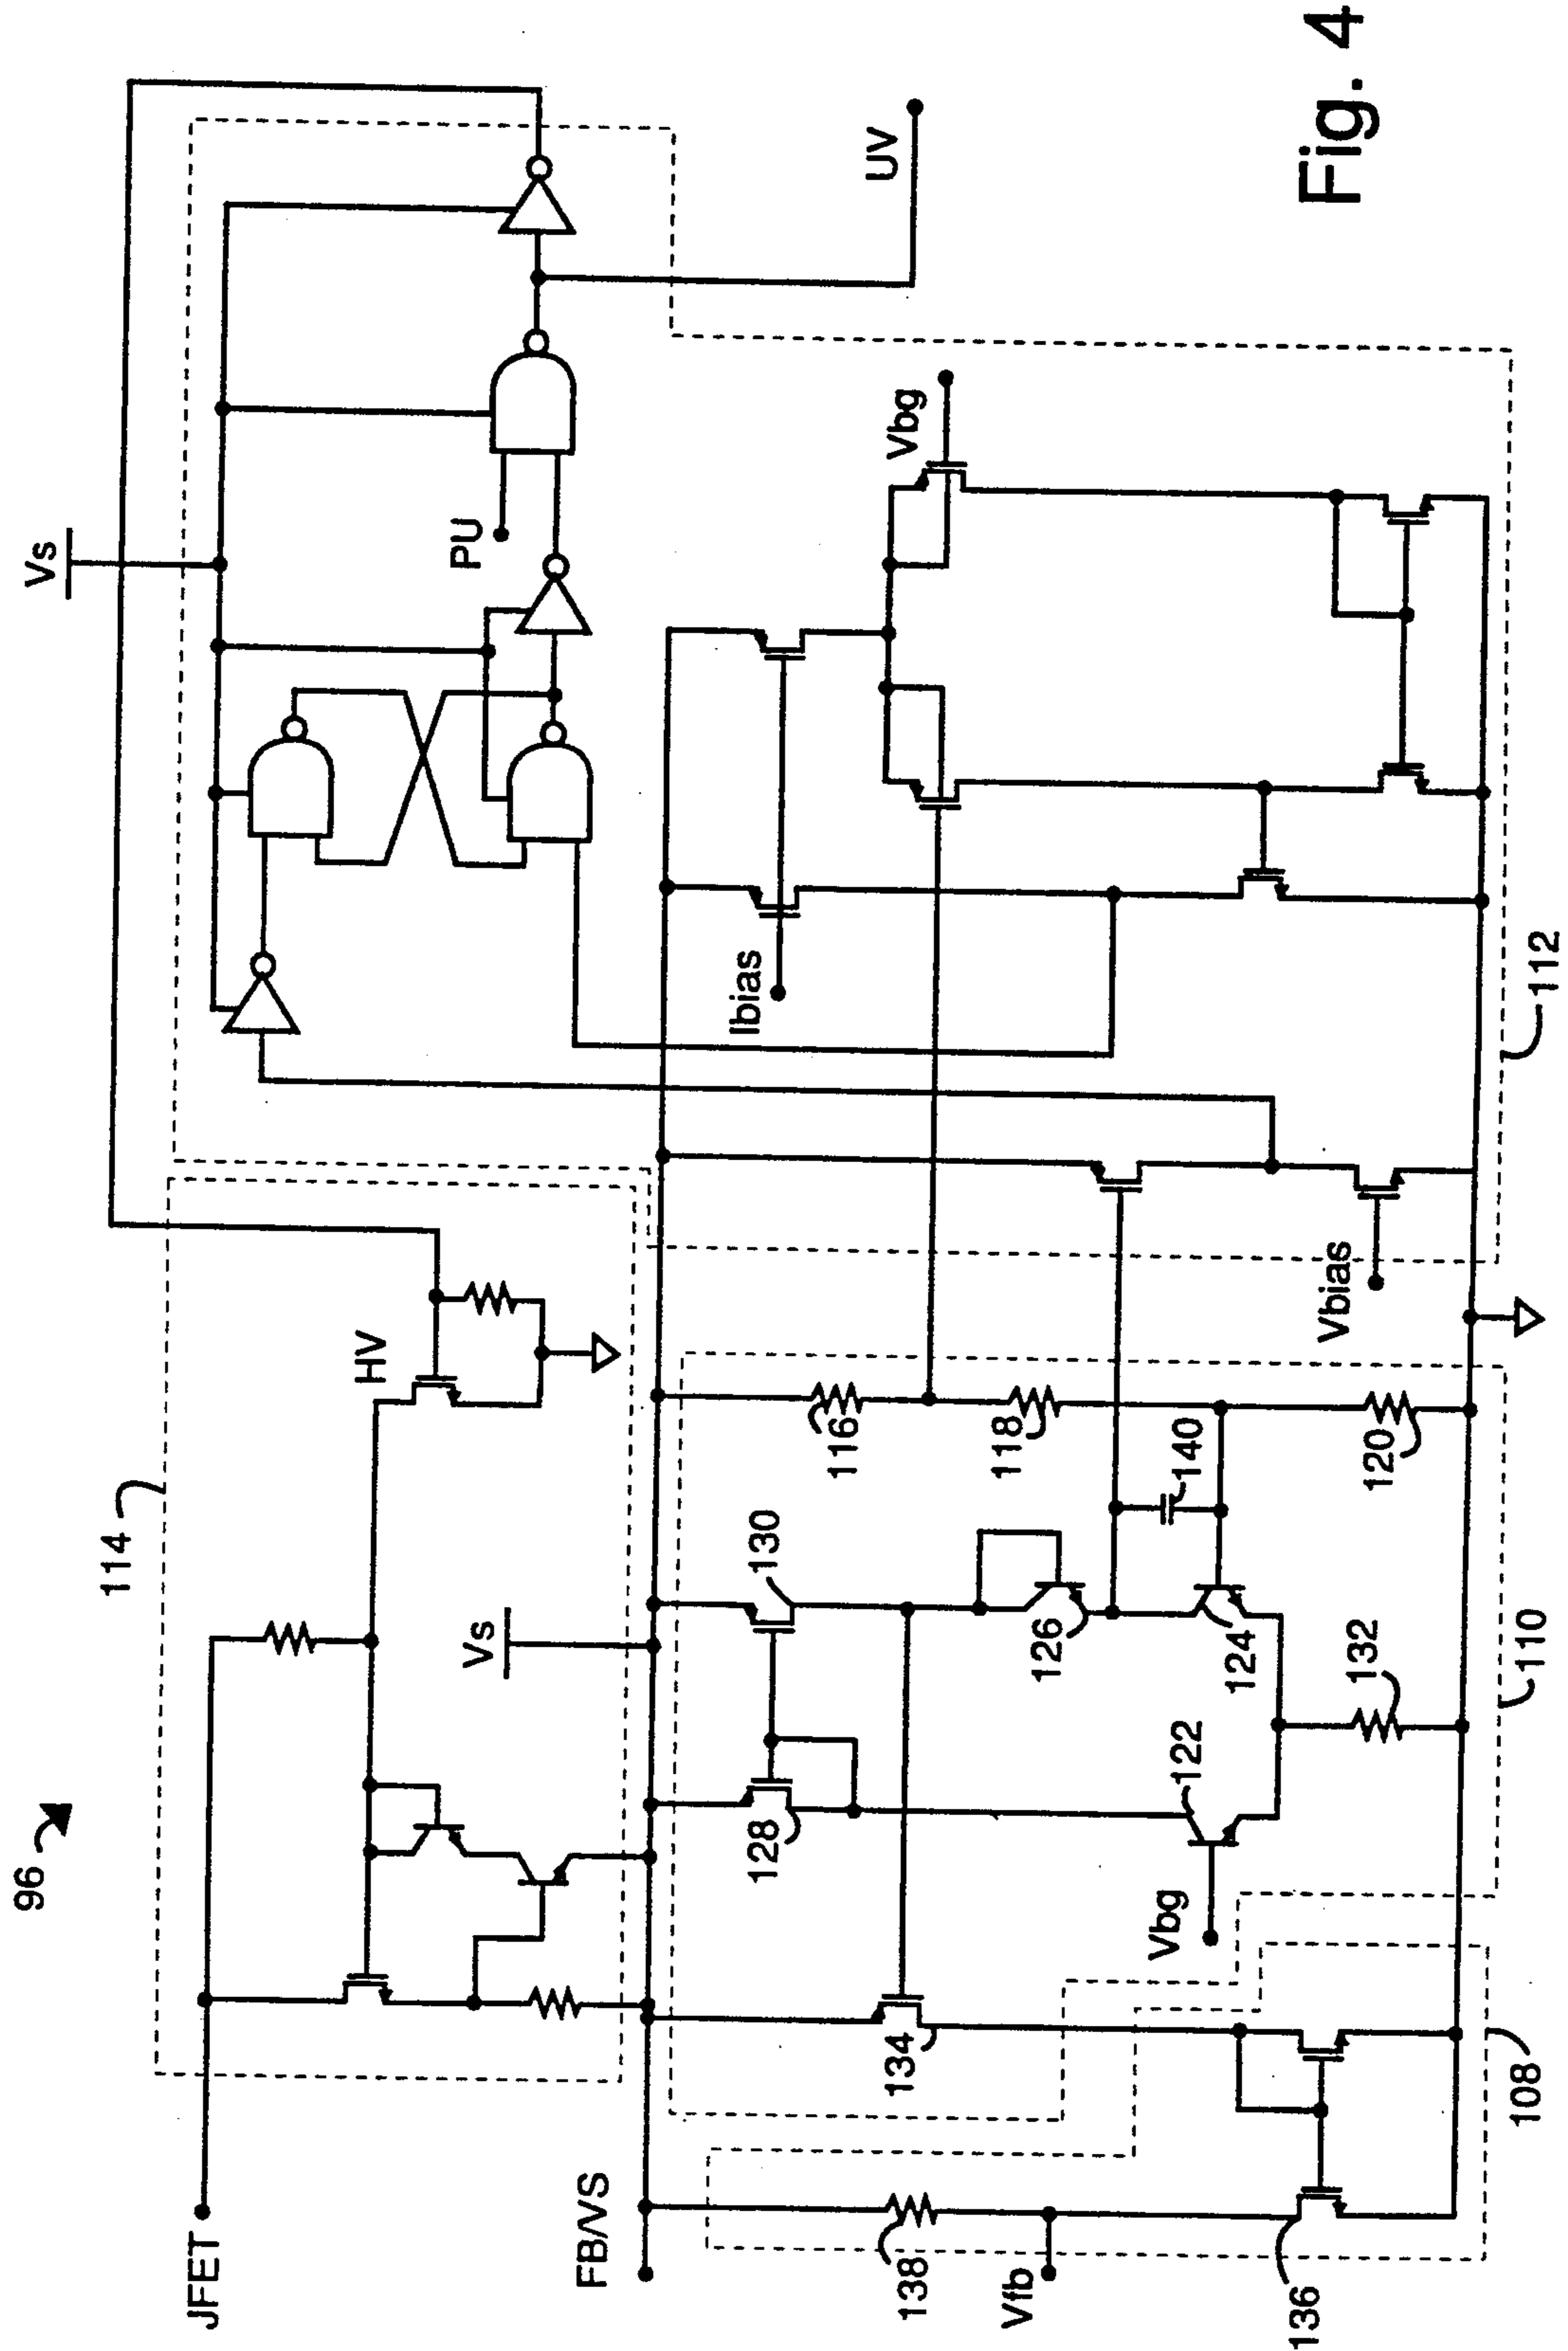 96
JFET
114
HV
Vs
FB/VS
Vs
PU
UV
Ibias
Vbg
130
116
118
128
134
126
140
138
Vfb
Vbg
122
124
132
120
Vbias
136
108
110
112
Fig. 4